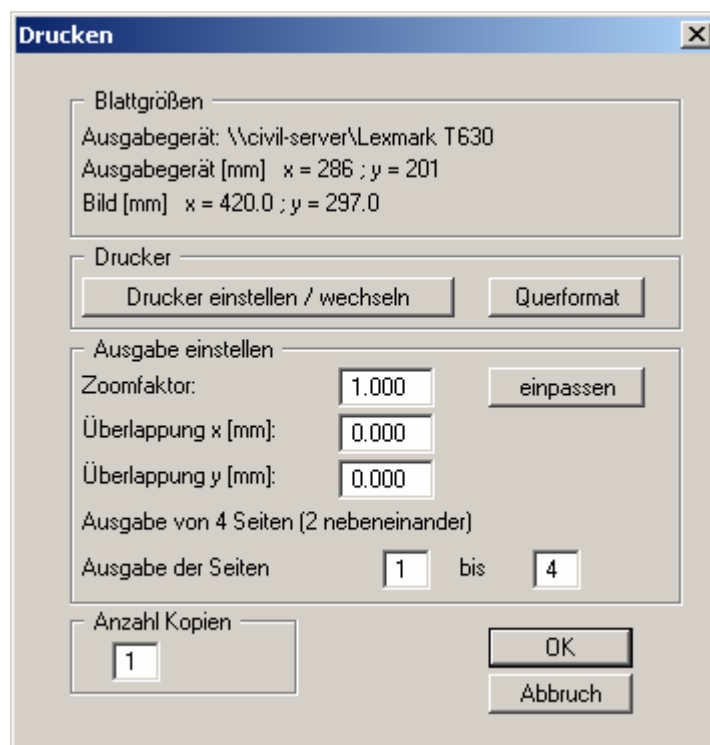 Drucken
Blattgrößen
Ausgabegerät: \\civil-server\Lexmark T630
Ausgabegerät [mm] x = 286 ; y = 201
Bild [mm] x = 420.0 ; y = 297.0
Drucker
Drucker einstellen / wechseln Querformat
Ausgabe einstellen
Zoomfaktor: 1.000 einpassen
Überlappung x [mm]: 0.000
Überlappung y [mm]: 0.000
Ausgabe von 4 Seiten (2 nebeneinander)
Ausgabe der Seiten 1 bis 4
Anzahl Kopien
1
OK
Abbruch